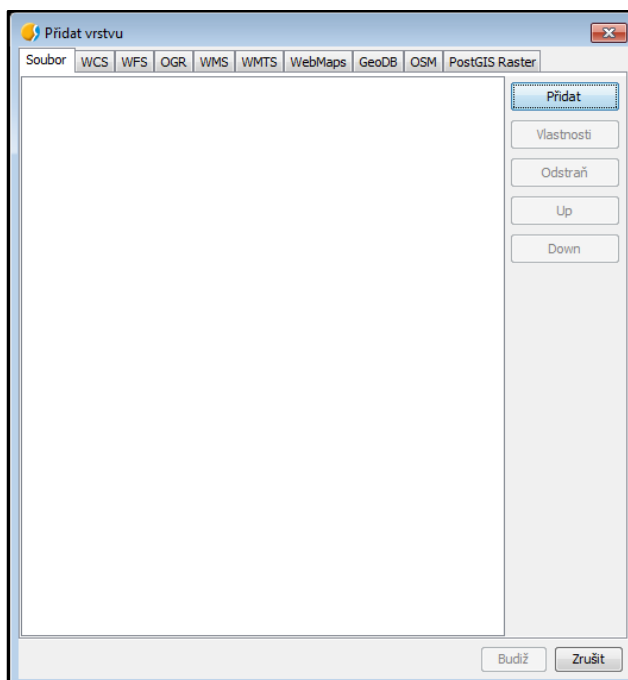 Přidat vrstvu
Soubor WCS WFS OGR WMS WMTS WebMaps GeoDB OSM PostGIS Raster
Přidat
Vlastnosti
Odstraň
Up
Down
Budiž Zrušit